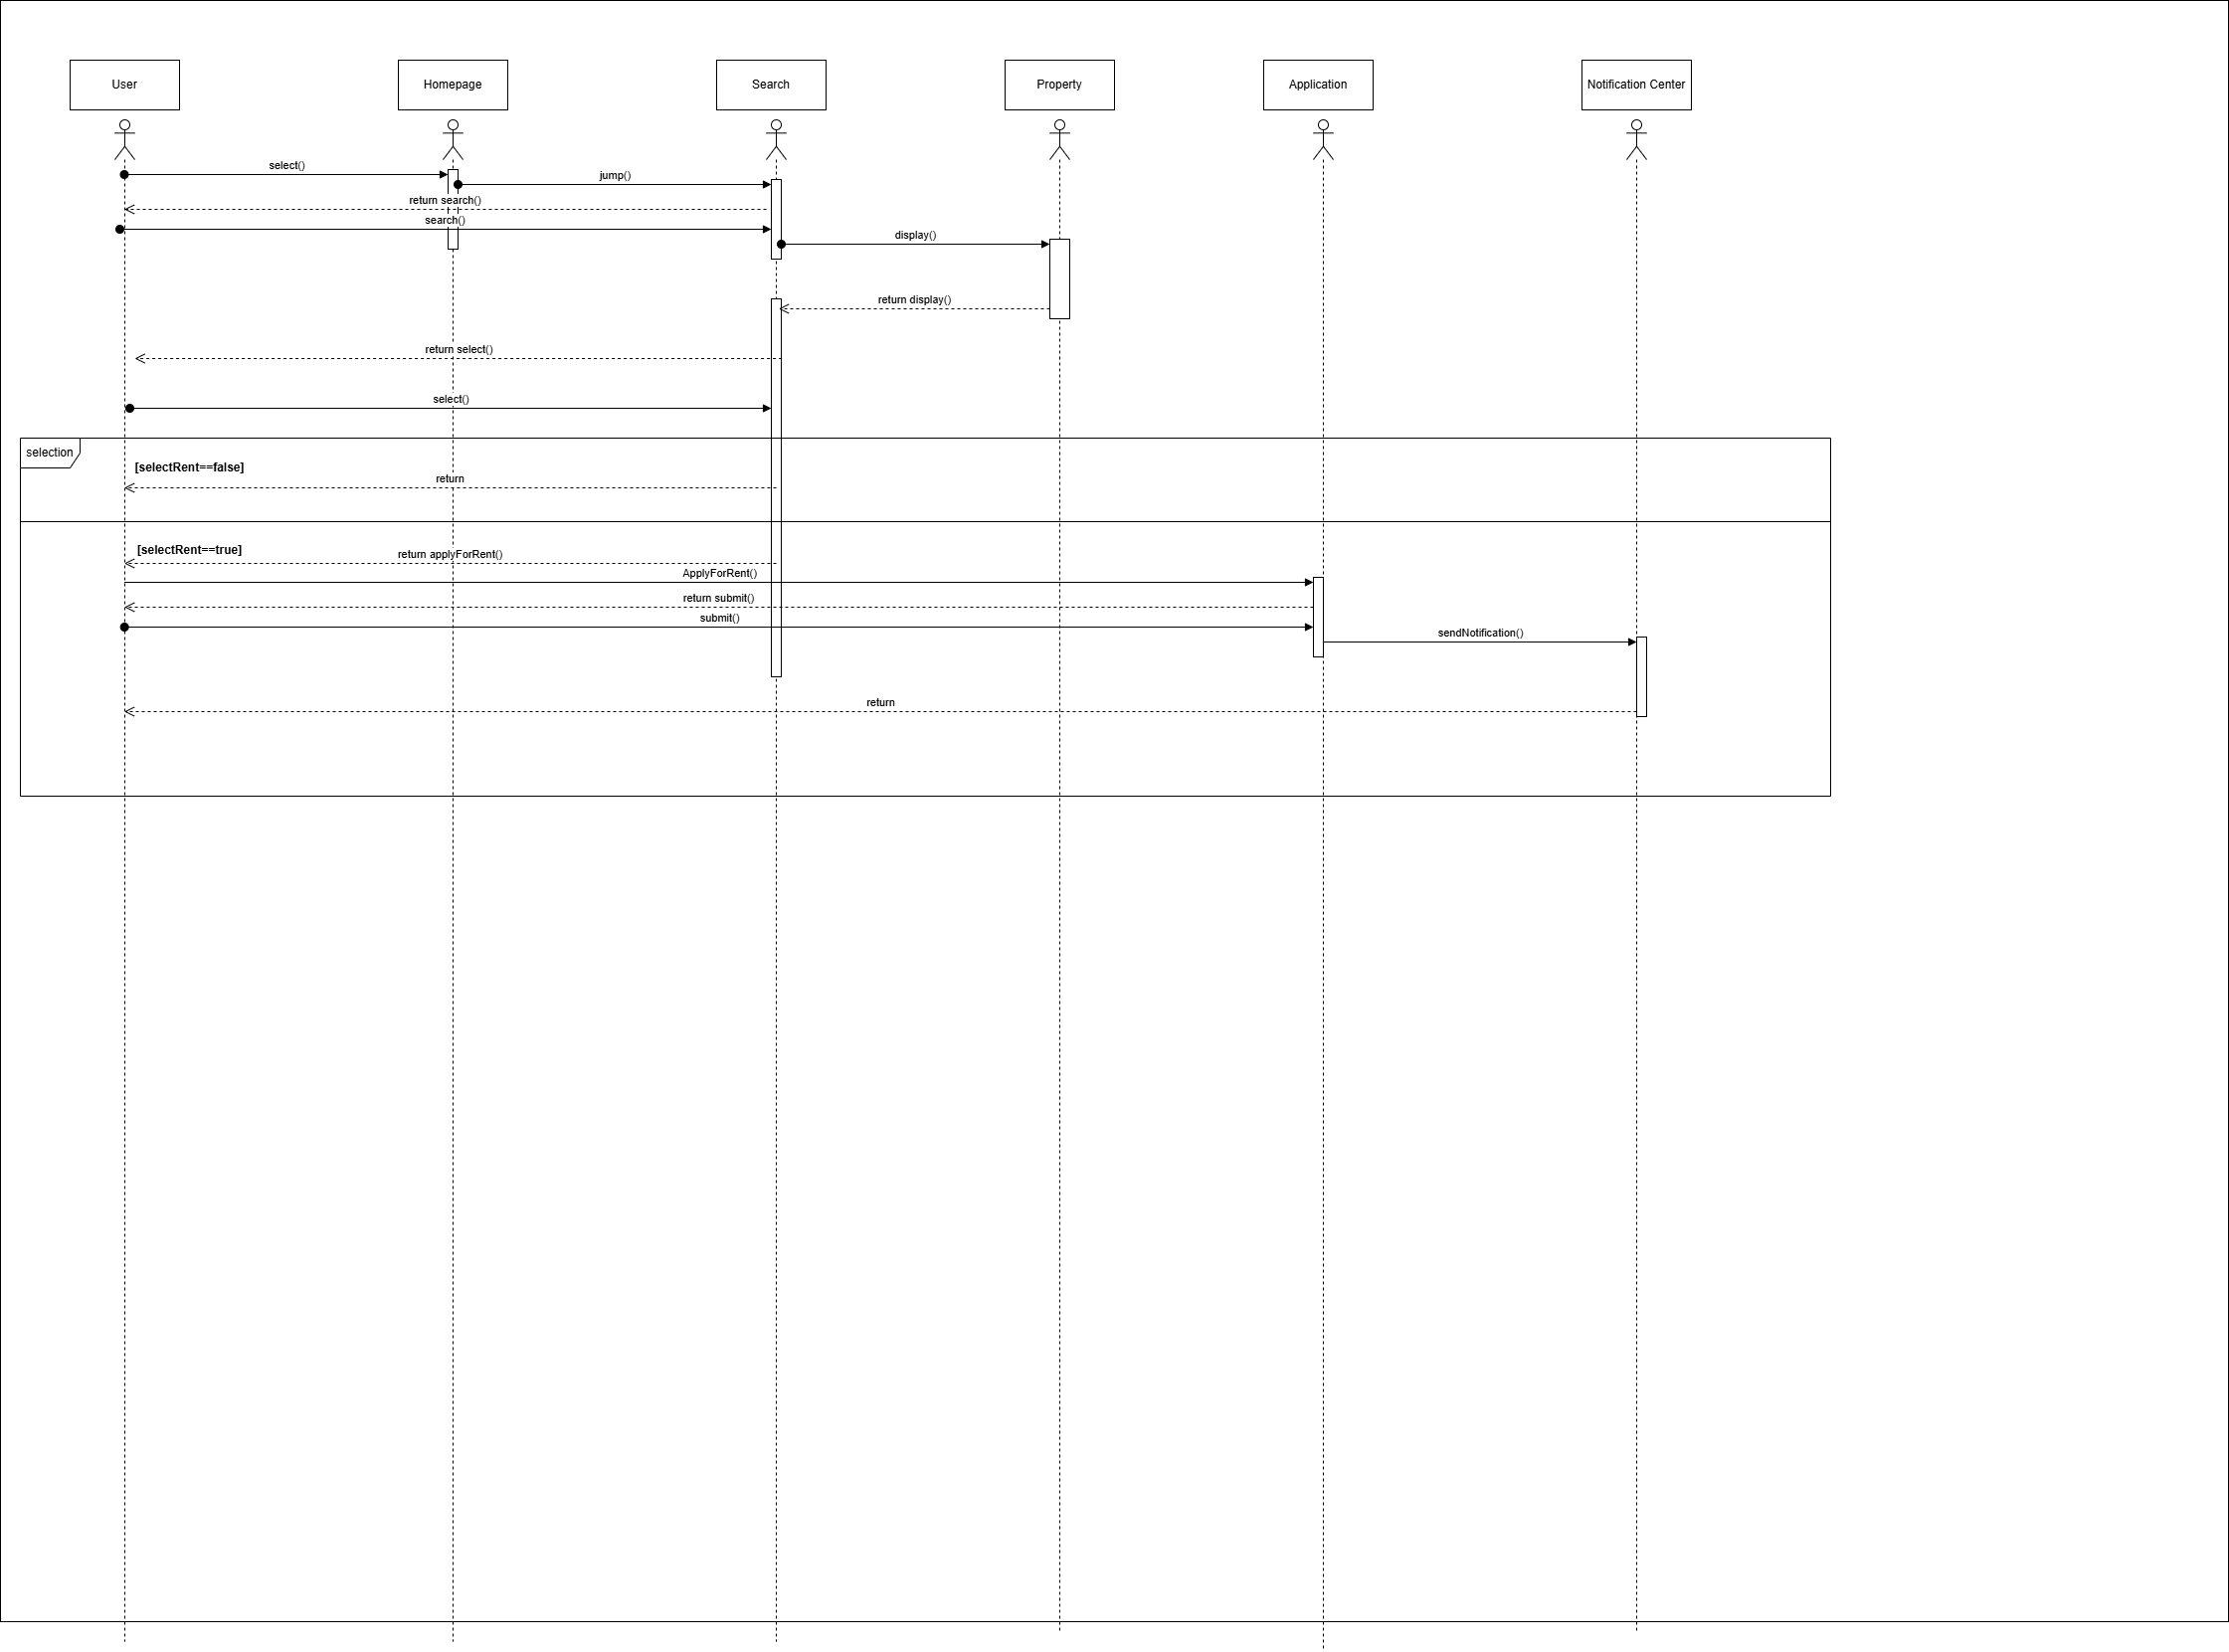 User
Homepage
Search
Property
Application
Notification Center
select()
jump()
return search()
search()
display()
return display()
return select()
select()
selection
[selectRent==false]
return
[selectRent==true]
return applyForRent()
ApplyForRent()
return submit()
submit()
sendNotification()
return